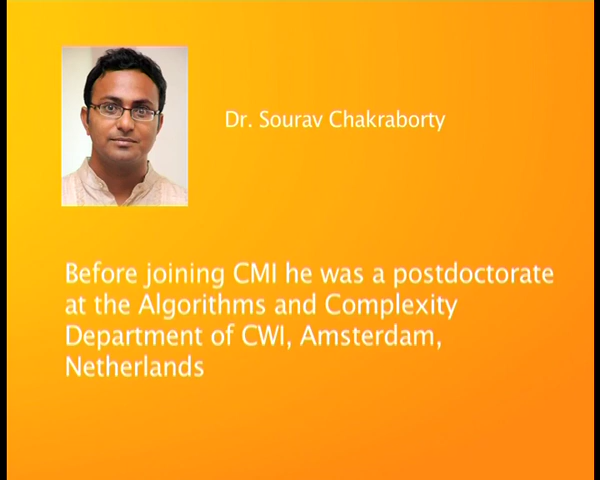 Dr. Sourav Chakraborty
Before joining CMI he was a postdoctorate
at the Algorithms and Complexity
Department of CWI, Amsterdam,
Netherlands